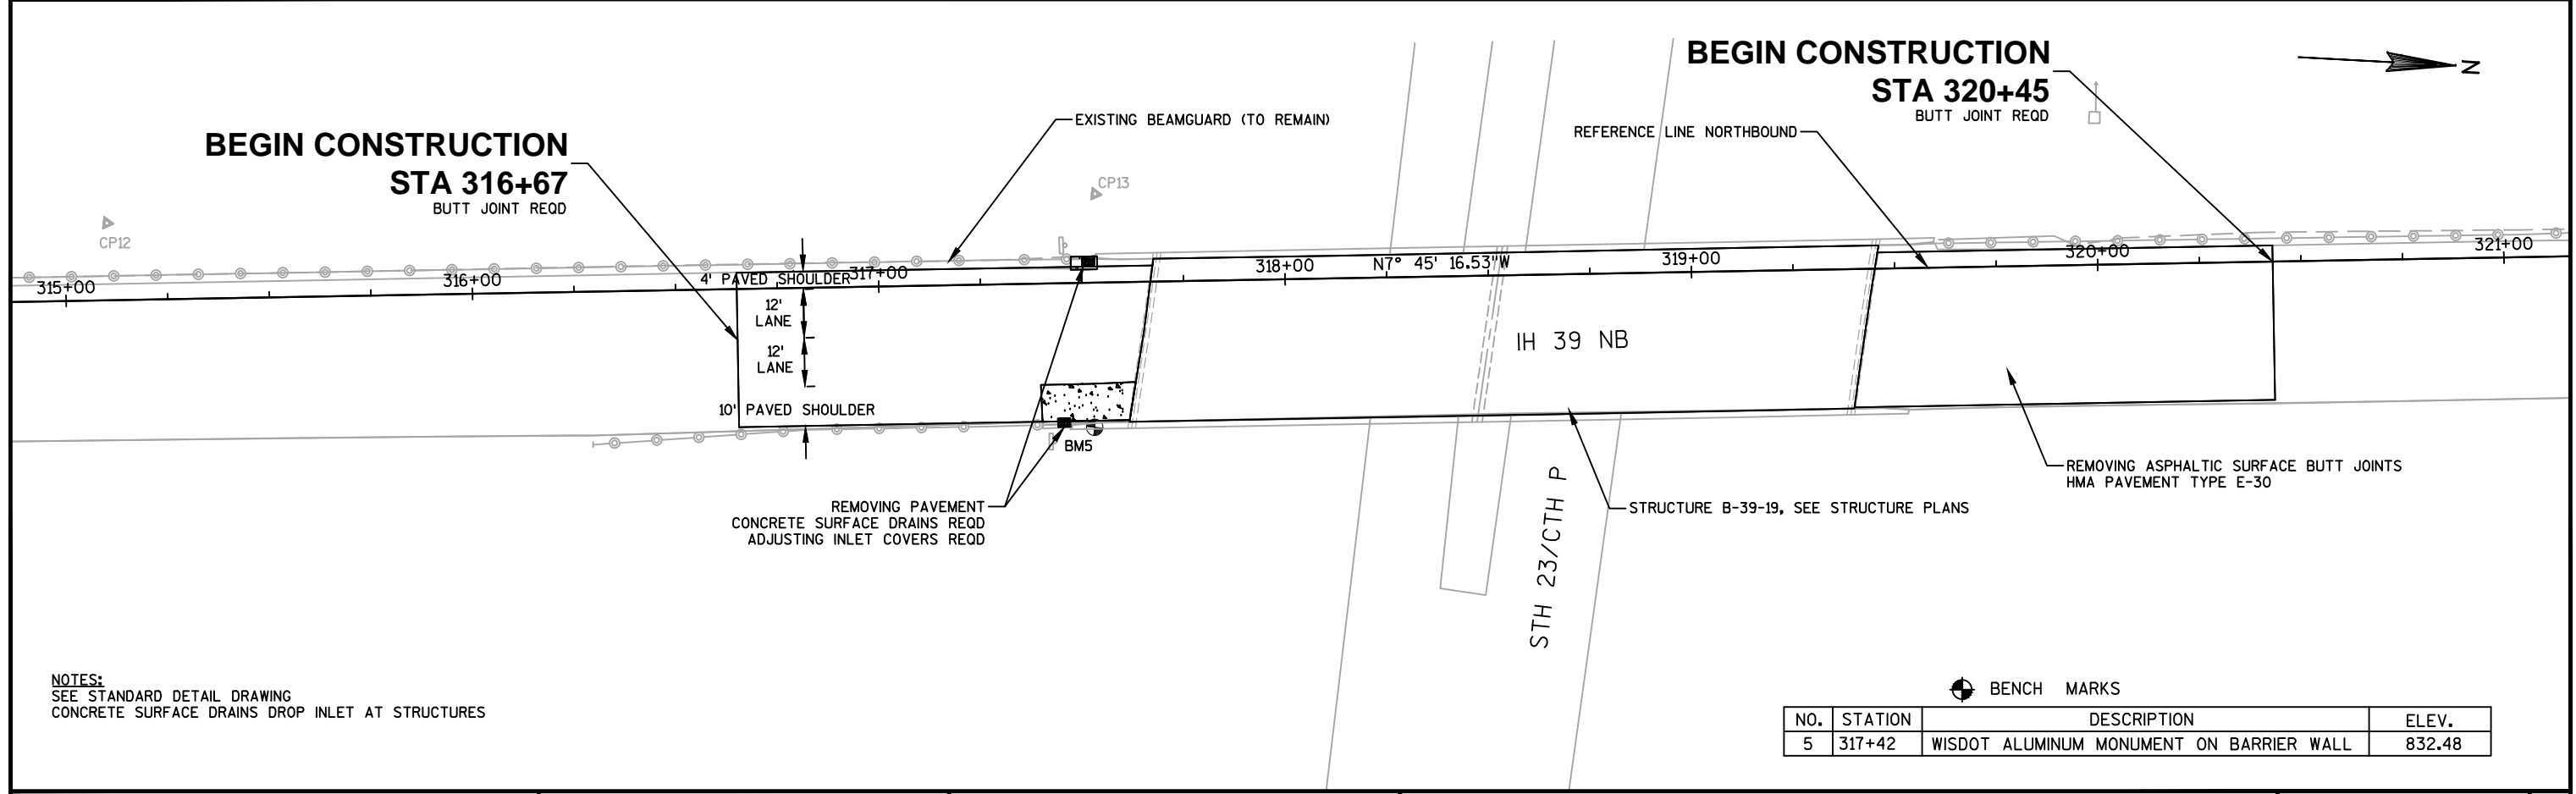 BEGIN CONSTRUCTION
STA 316+67
BUTT JOINT REQD
BEGIN CONSTRUCTION
STA 320+45
BUTT JOINT REQD
N
EXISTING BEAMGUARD (TO REMAIN)
REFERENCE LINE NORTHBOUND
CP12
CP13
315+00
316+00
317+00
318+00
N7° 45' 16.53"W
319+00
320+00
321+00
4' PAVED SHOULDER
12'
LANE
12'
LANE
10' PAVED SHOULDER
IH 39 NB
BM5
REMOVING PAVEMENT
CONCRETE SURFACE DRAINS REQD
ADJUSTING INLET COVERS REQD
STH 23/CTH P
STRUCTURE B-39-19, SEE STRUCTURE PLANS
REMOVING ASPHALTIC SURFACE BUTT JOINTS
HMA PAVEMENT TYPE E-30
NOTES:
SEE STANDARD DETAIL DRAWING
CONCRETE SURFACE DRAINS DROP INLET AT STRUCTURES
BENCH MARKS
NO. STATION DESCRIPTION ELEV.
5 317+42 WISDOT ALUMINUM MONUMENT ON BARRIER WALL 832.48